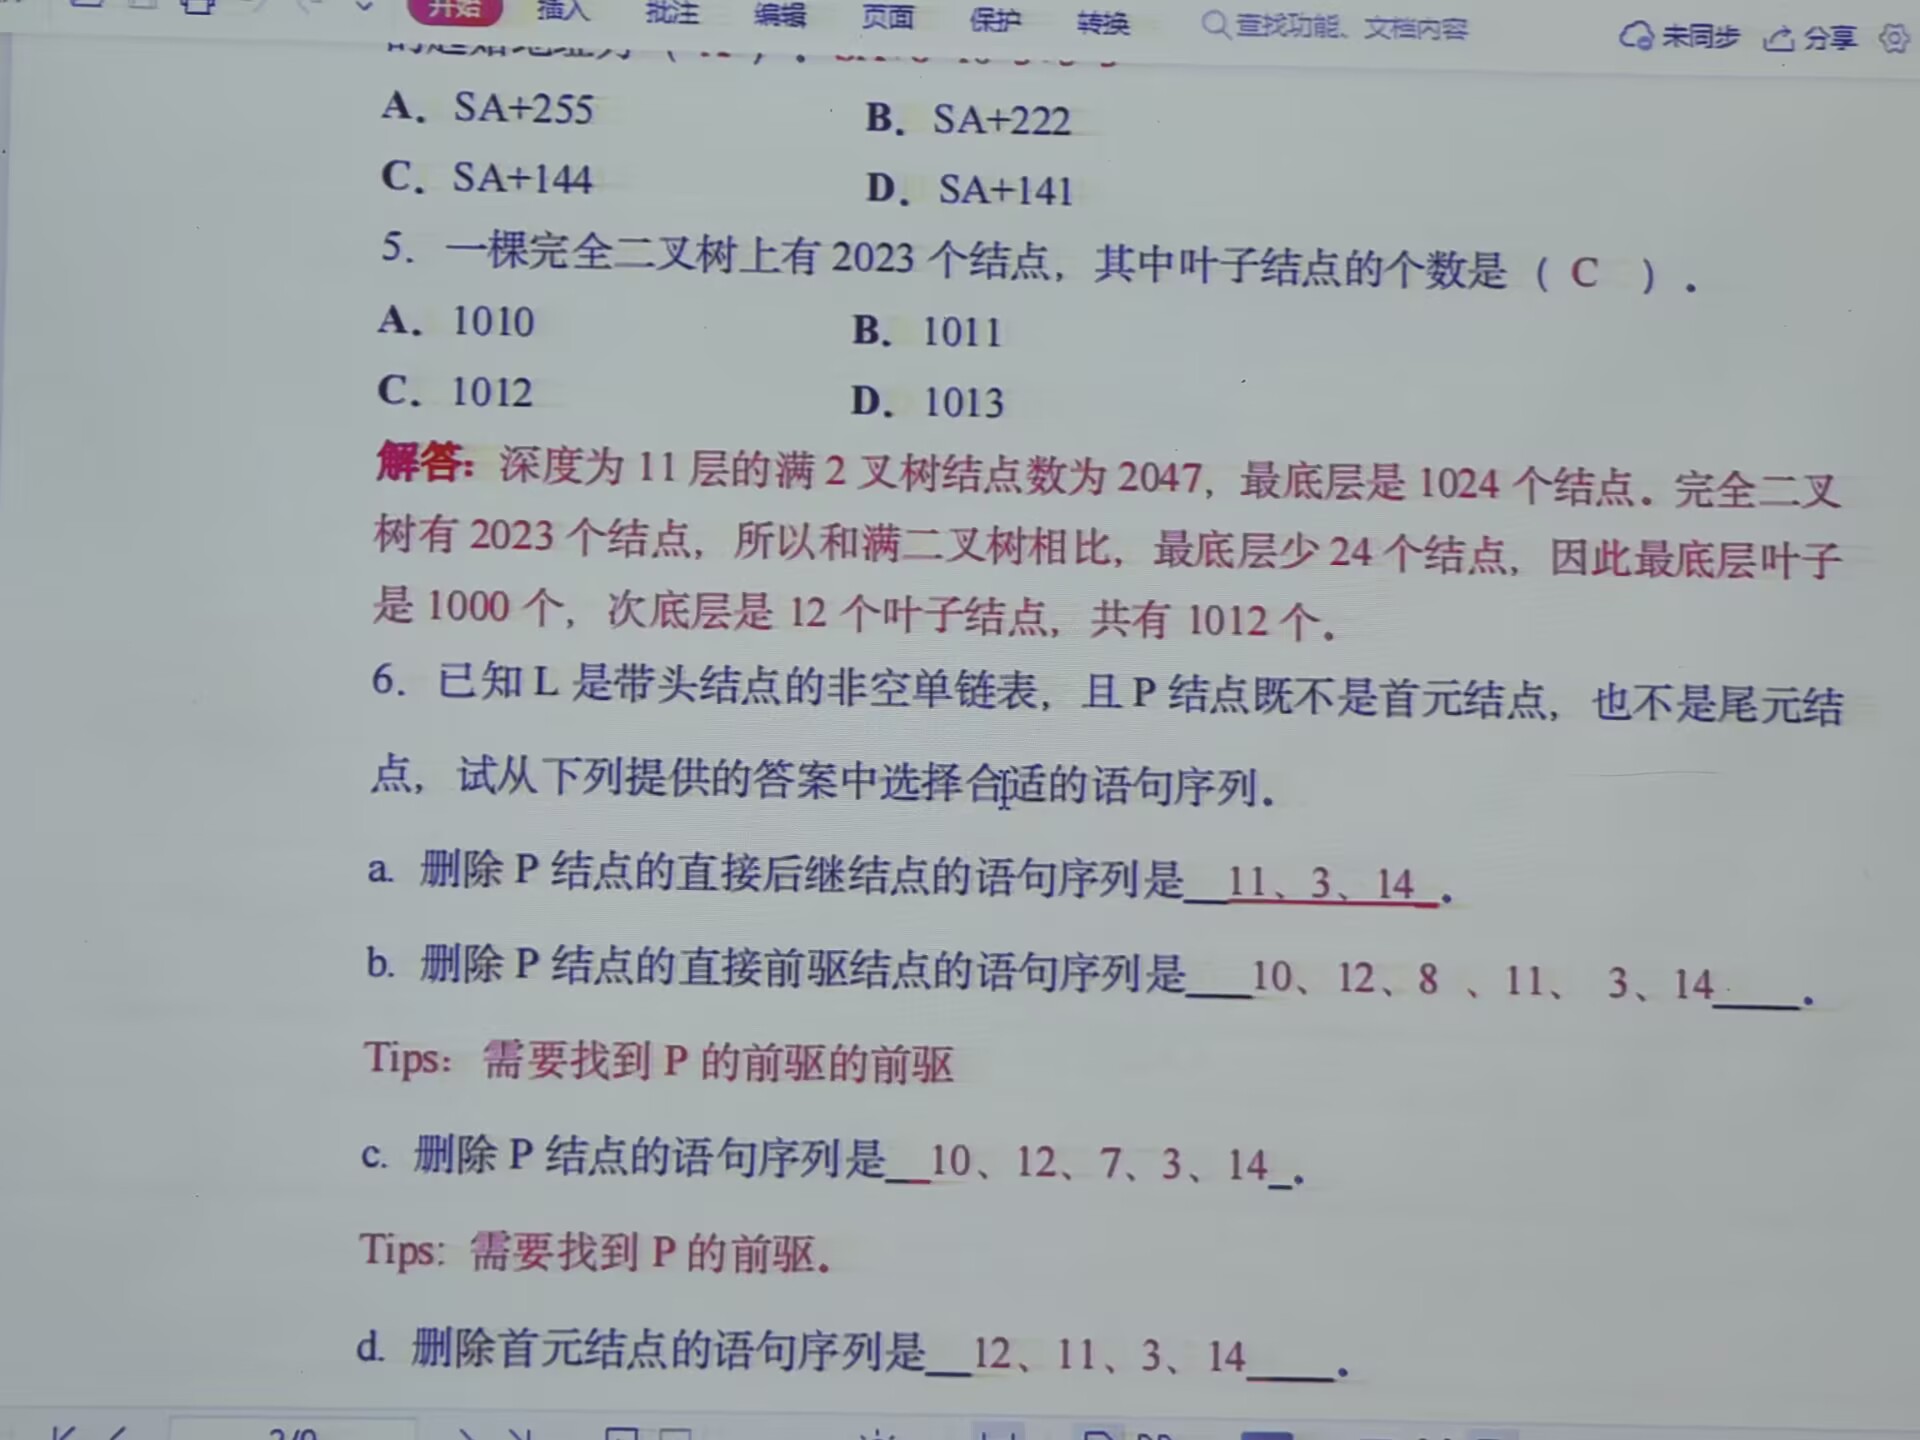 开始 插入 批注 编辑 页面 保护 转换 查找功能、文档内容 未同步 分享
A. SA+255 B. SA+222
C. SA+144 D. SA+141
5. 一棵完全二叉树上有 2023 个结点，其中叶子结点的个数是（ C ）.
A. 1010 B. 1011
C. 1012 D. 1013
解答：深度为 11 层的满 2 叉树结点数为 2047，最底层是 1024 个结点。完全二叉
树有 2023 个结点，所以和满二叉树相比，最底层少 24 个结点，因此最底层叶子
是 1000 个，次底层是 12 个叶子结点，共有 1012 个。
6. 已知 L 是带头结点的非空单链表，且 P 结点既不是首元结点，也不是尾元结
点，试从下列提供的答案中选择合适的语句序列.
a. 删除 P 结点的直接后继结点的语句序列是__11、3、14_.
b. 删除 P 结点的直接前驱结点的语句序列是___10、12、8 、11、 3、14____.
Tips：需要找到 P 的前驱的前驱
c. 删除 P 结点的语句序列是__10、12、7、3、14_.
Tips: 需要找到 P 的前驱.
d. 删除首元结点的语句序列是__12、11、3、14____.